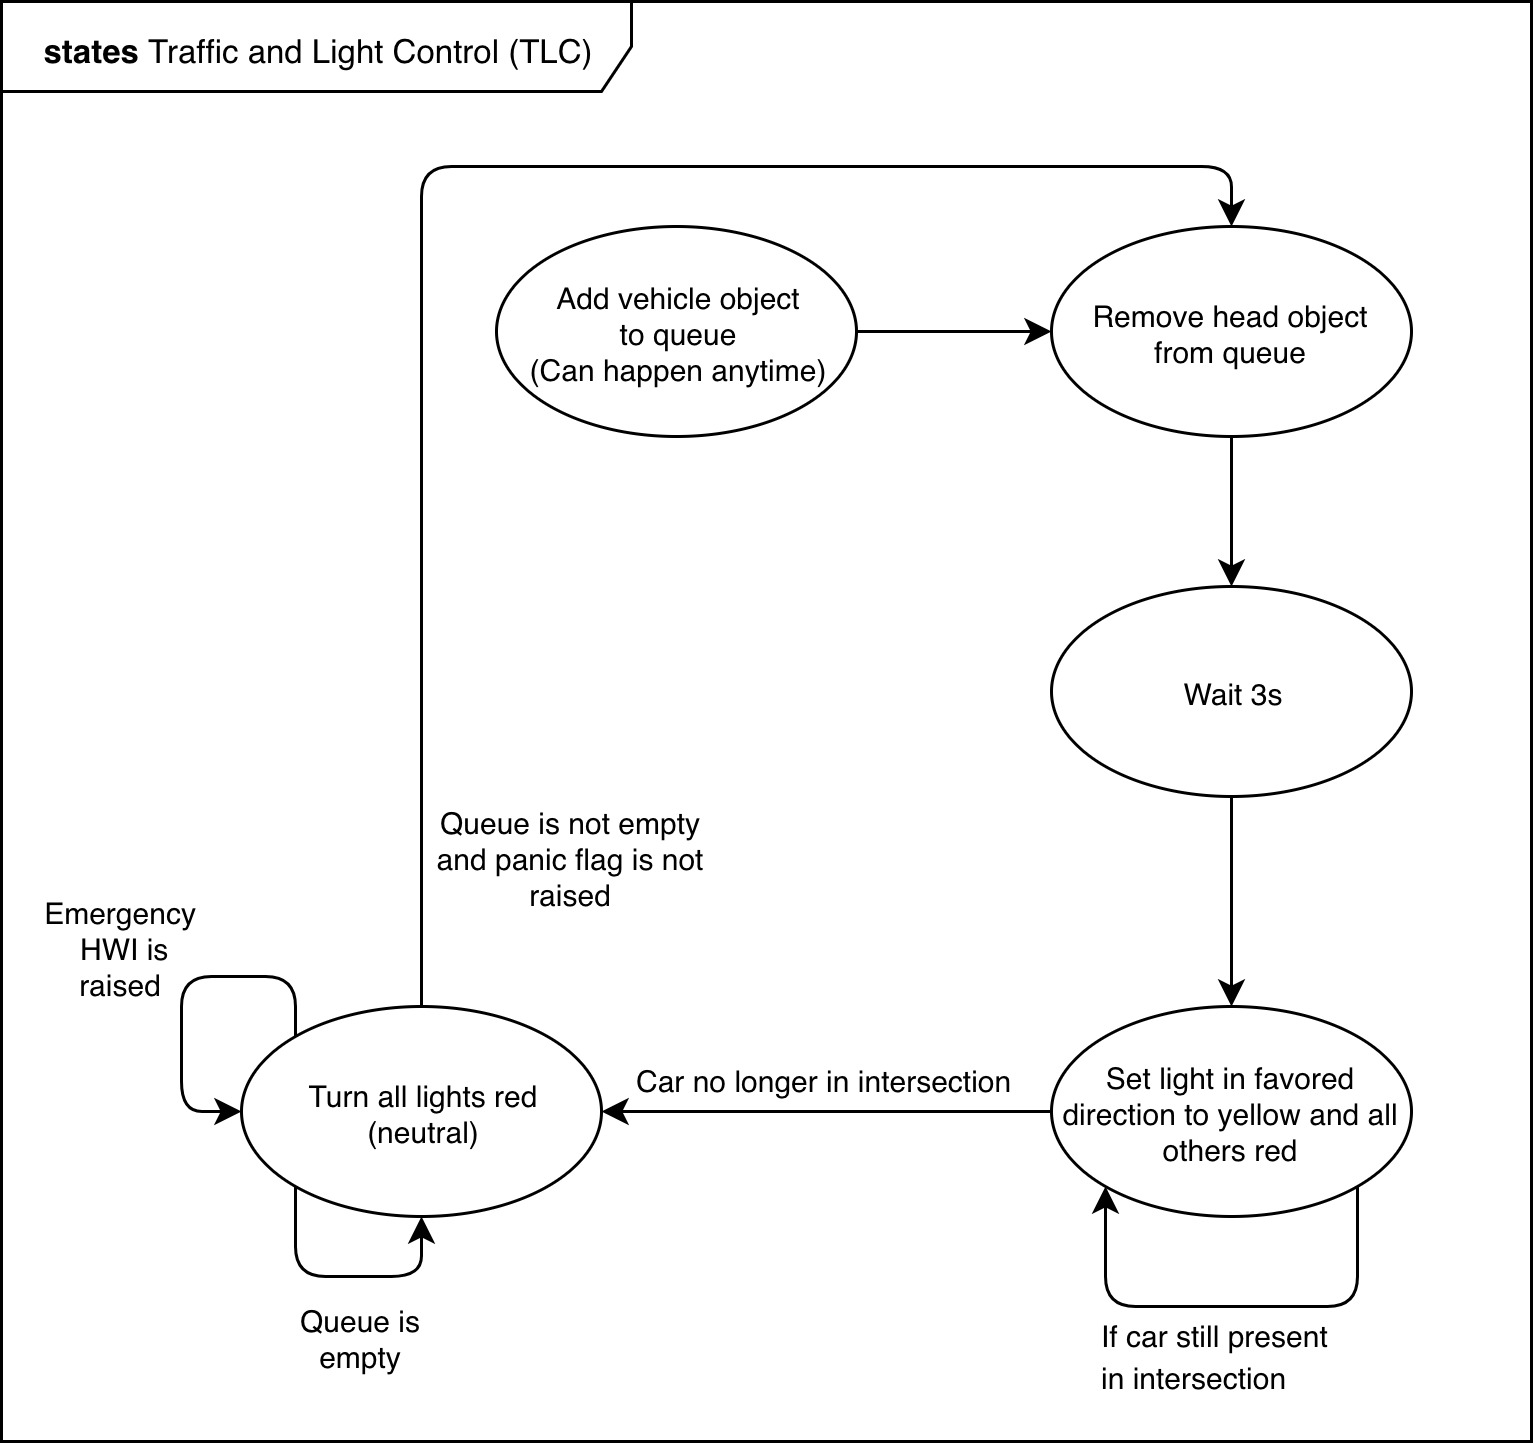 states Traffic and Light Control (TLC)
Add vehicle object
to queue
(Can happen anytime)
Remove head object
from queue
Wait 3s
Queue is not empty
and panic flag is not
raised
Emergency
HWI is
raised
Turn all lights red
(neutral)
Car no longer in intersection
Set light in favored
direction to yellow and all
others red
Queue is
empty
If car still present
in intersection